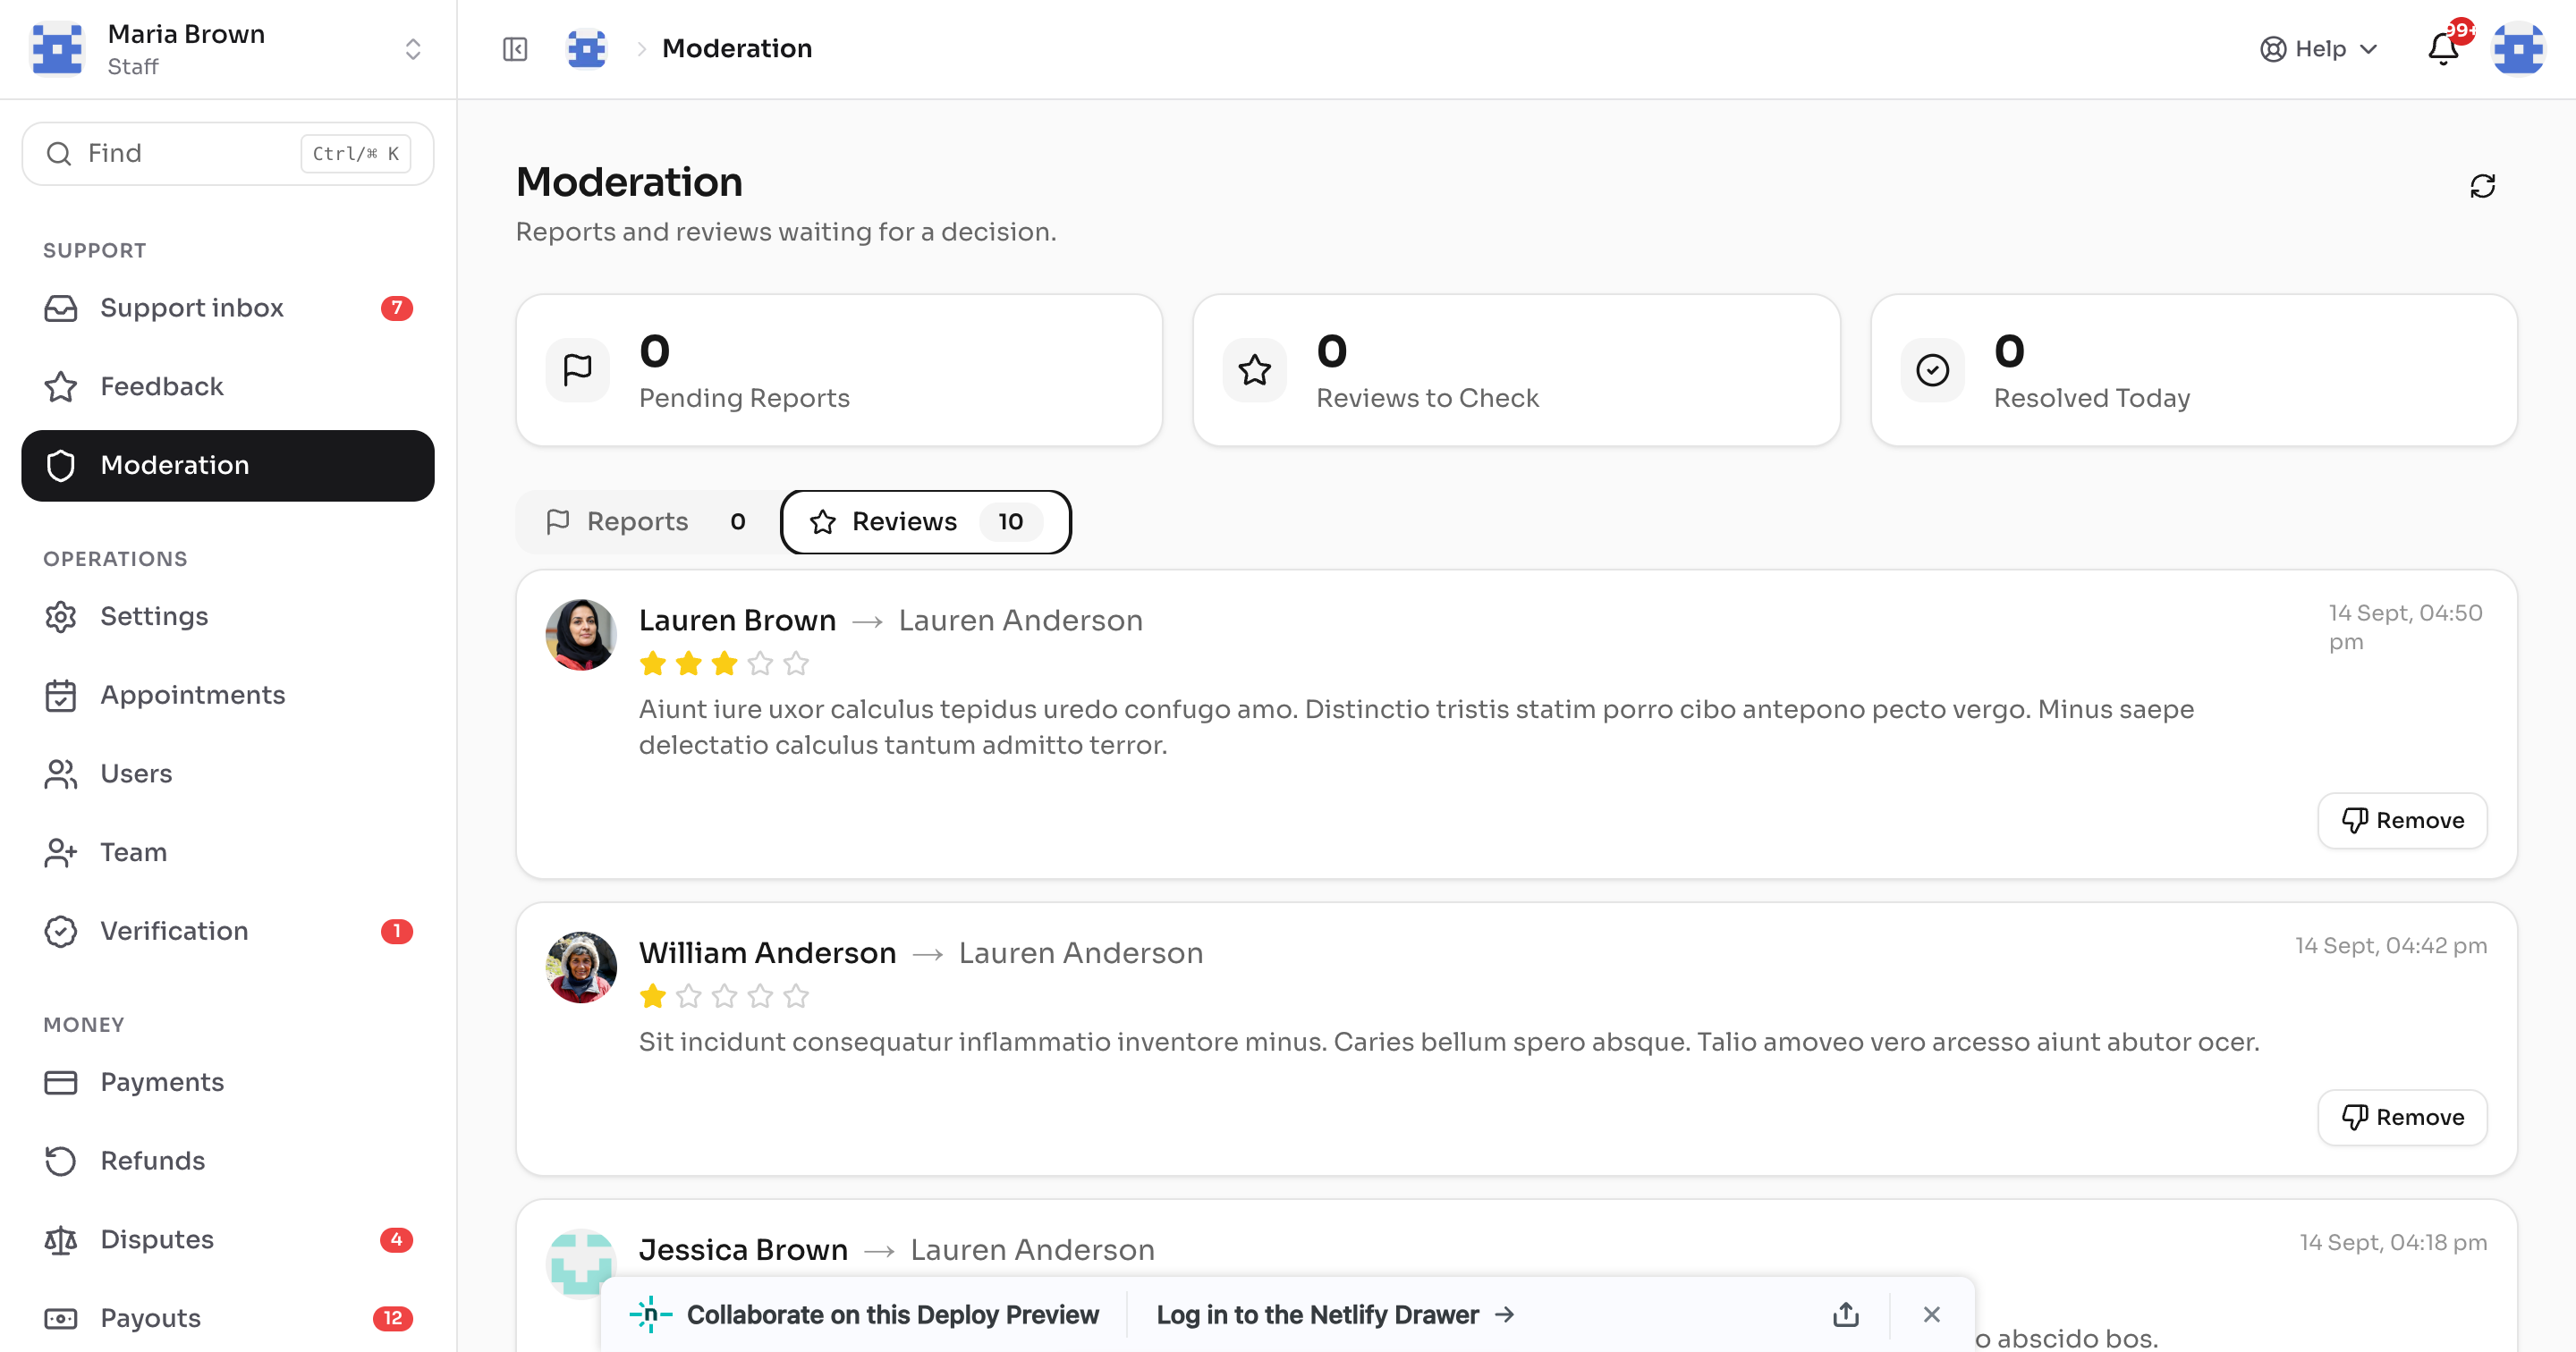 Maria Brown
Staff
Find
Ctrl/⌘ K
SUPPORT
Support inbox 7
Feedback
Moderation
OPERATIONS
Settings
Appointments
Users
Team
Verification 1
MONEY
Payments
Refunds
Disputes 4
Payouts 12
Moderation
Help
99+
Moderation
Reports and reviews waiting for a decision.
0
Pending Reports
0
Reviews to Check
0
Resolved Today
Reports 0
Reviews 10
Lauren Brown → Lauren Anderson
14 Sept, 04:50
pm
Aiunt iure uxor calculus tepidus uredo confugo amo. Distinctio tristis statim porro cibo antepono pecto vergo. Minus saepe
delectatio calculus tantum admitto terror.
Remove
William Anderson → Lauren Anderson
14 Sept, 04:42 pm
Sit incidunt consequatur inflammatio inventore minus. Caries bellum spero absque. Talio amoveo vero arcesso aiunt abutor ocer.
Remove
Jessica Brown → Lauren Anderson
14 Sept, 04:18 pm
o abscido bos.
Collaborate on this Deploy Preview
Log in to the Netlify Drawer →